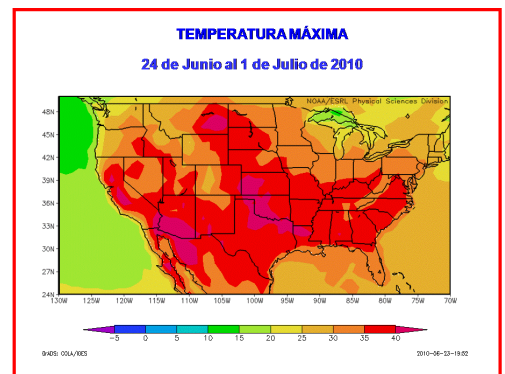 TEMPERATURA MÁXIMA
24 de Junio al 1 de Julio de 2010
NOAA/ESRL Physical Sciences Division
48N
45N
42N
39N
36N
33N
30N
27N
24N
130W 125W 120W 115W 110W 105W 100W 95W 90W 85W 80W 75W 70W
-5 0 5 10 15 20 25 30 35 40
GrADS: COLA/IGES 2010-06-23-19:52